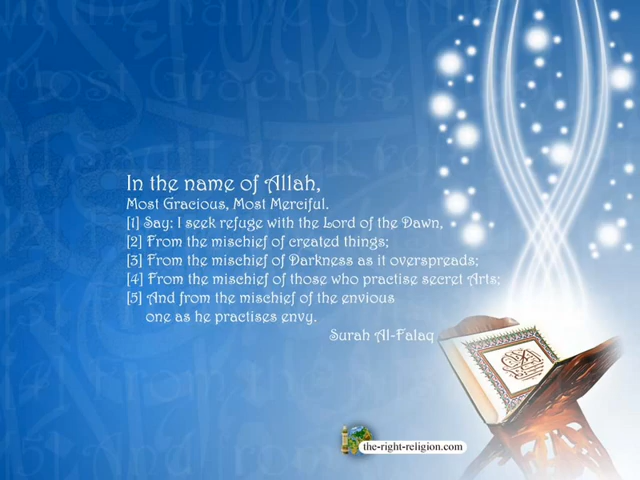 In the name of Allah,
Most Gracious, Most Merciful.
[1] Say: I seek refuge with the Lord of the Dawn,
[2] From the mischief of created things;
[3] From the mischief of Darkness as it overspreads;
[4] From the mischief of those who practise secret Arts;
[5] And from the mischief of the envious
one as he practises envy.
Surah Al-Falaq
the-right-religion.com